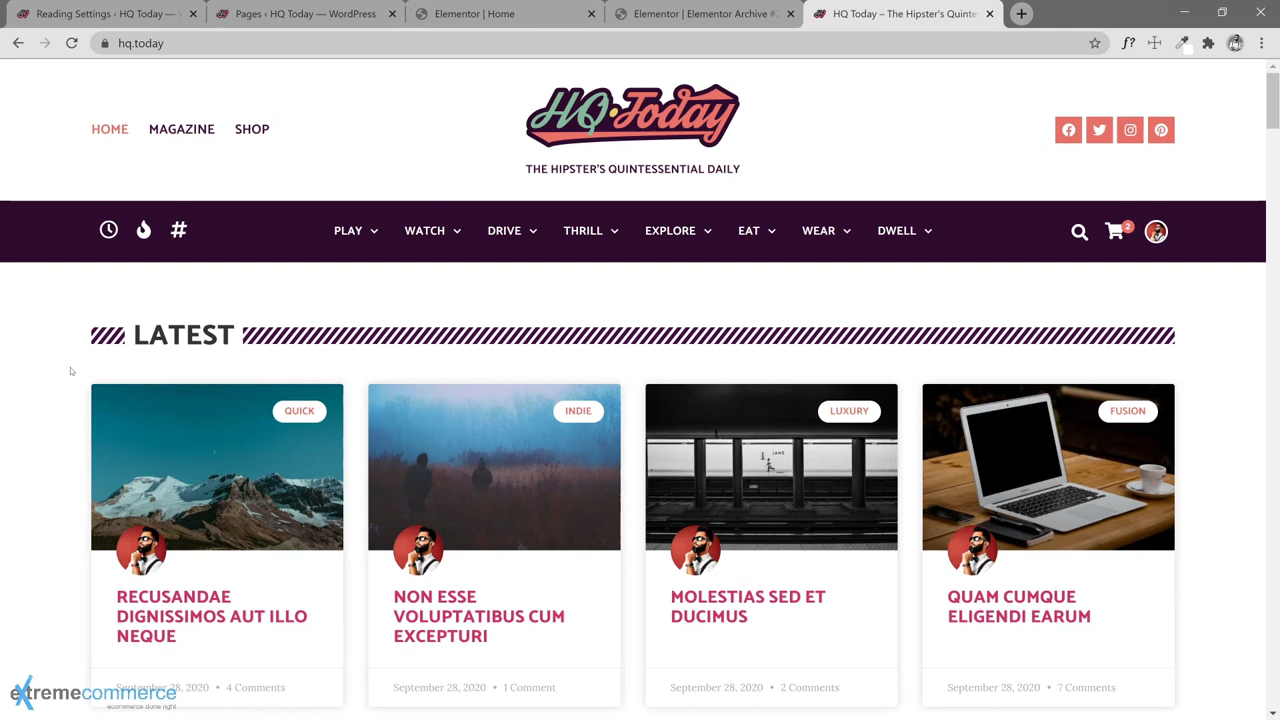 Reading Settings ‹ HQ Today — W
Pages ‹ HQ Today — WordPress
Elementor | Home
Elementor | Elementor Archive #
HQ Today – The Hipster's Quinte
hq.today
f?
HOME MAGAZINE SHOP
HQ Today
THE HIPSTER'S QUINTESSENTIAL DAILY
PLAY WATCH DRIVE THRILL EXPLORE EAT WEAR DWELL
2
LATEST
QUICK
INDIE
LUXURY
FUSION
RECUSANDAE
DIGNISSIMOS AUT ILLO
NEQUE
September 28, 2020 • 4 Comments
NON ESSE
VOLUPTATIBUS CUM
EXCEPTURI
September 28, 2020 • 1 Comment
MOLESTIAS SED ET
DUCIMUS
September 28, 2020 • 2 Comments
QUAM CUMQUE
ELIGENDI EARUM
September 28, 2020 • 7 Comments
extremecommerce
ecommerce done right